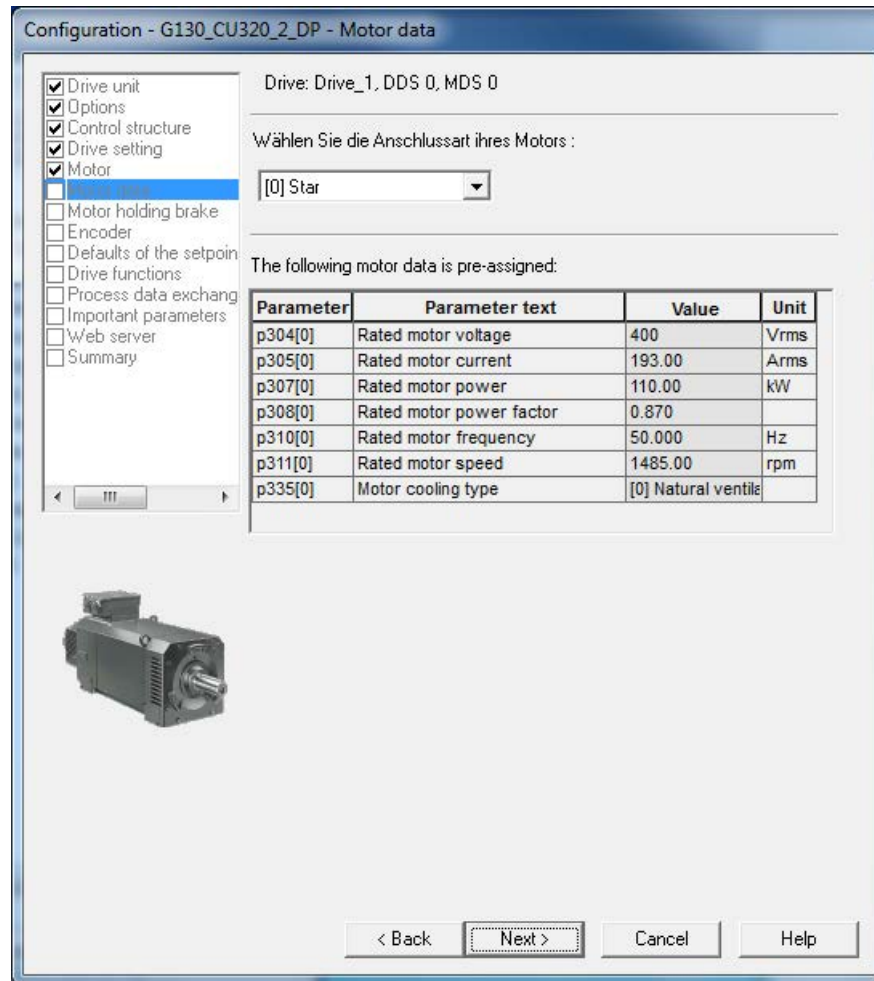 Configuration - G130_CU320_2_DP - Motor data
Drive unit
Options
Control structure
Drive setting
Motor
Motor data
Motor holding brake
Encoder
Defaults of the setpoin
Drive functions
Process data exchang
Important parameters
Web server
Summary
Drive: Drive_1, DDS 0, MDS 0
Wählen Sie die Anschlussart ihres Motors :
[0] Star
The following motor data is pre-assigned:
Parameter Parameter text Value Unit
p304[0] Rated motor voltage 400 Vrms
p305[0] Rated motor current 193.00 Arms
p307[0] Rated motor power 110.00 kW
p308[0] Rated motor power factor 0.870
p310[0] Rated motor frequency 50.000 Hz
p311[0] Rated motor speed 1485.00 rpm
p335[0] Motor cooling type [0] Natural ventila
< Back Next > Cancel Help